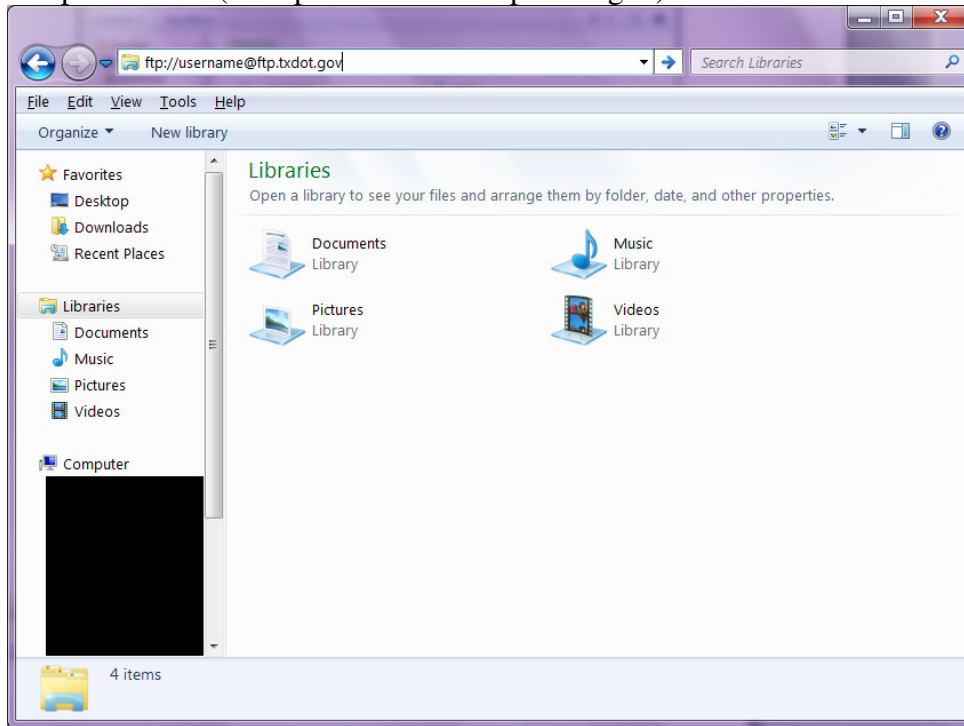 ftp://username@ftp.txdot.gov
Search Libraries
File Edit View Tools Help
Organize New library
Favorites
Desktop
Downloads
Recent Places
Libraries
Documents
Music
Pictures
Videos
Computer
Libraries
Open a library to see your files and arrange them by folder, date, and other properties.
Documents
Library
Music
Library
Pictures
Library
Videos
Library
4 items